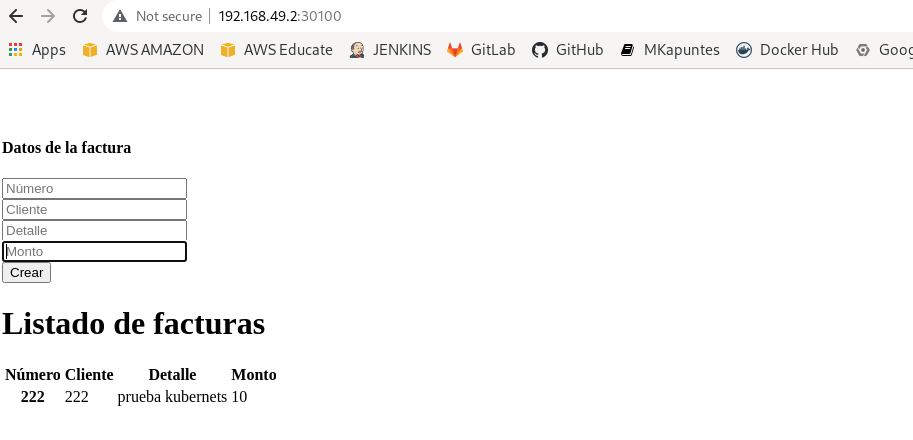 Not secure | 192.168.49.2:30100
Apps AWS AMAZON AWS Educate JENKINS GitLab GitHub MKapuntes Docker Hub Goog
Datos de la factura
Número
Cliente
Detalle
Monto
Crear
Listado de facturas
Número Cliente Detalle Monto
222 222 prueba kubernets 10